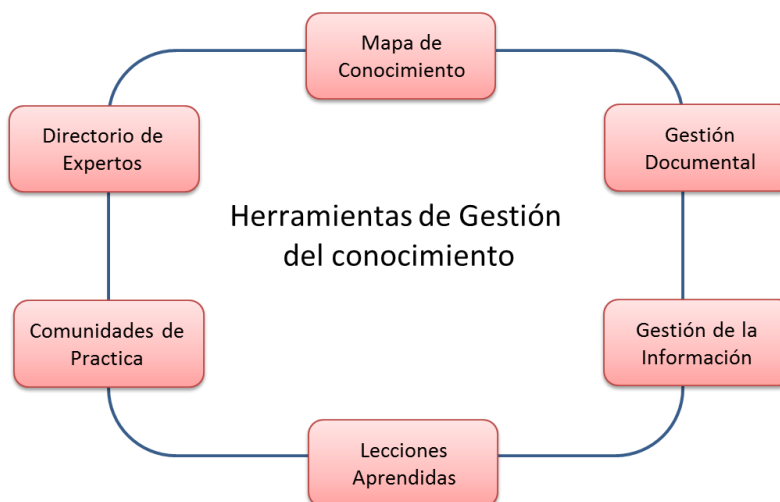 Mapa de
Conocimiento
Directorio de
Expertos
Gestión
Documental
Herramientas de Gestión
del conocimiento
Comunidades de
Practica
Gestión de la
Información
Lecciones
Aprendidas